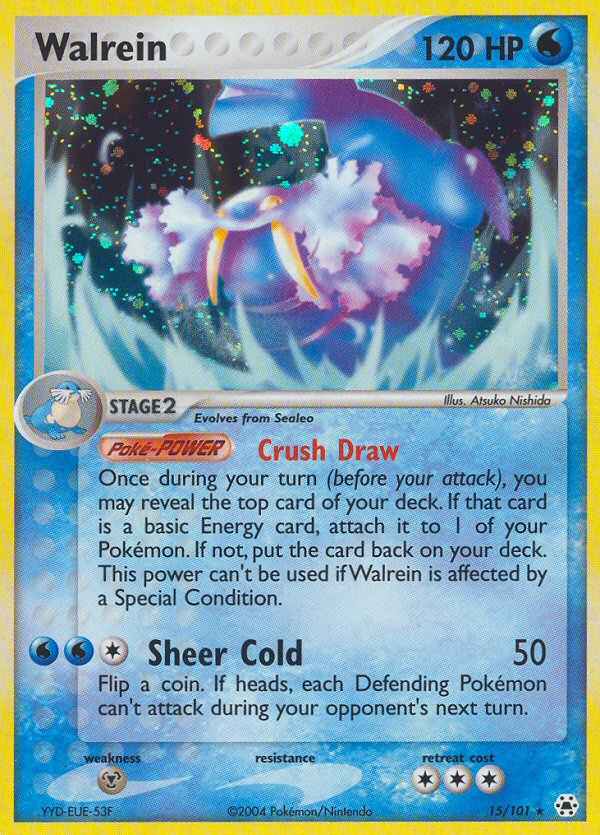 Walrein
120 HP
Illus. Atsuko Nishida
STAGE 2
Evolves from Sealeo
Poké-POWER Crush Draw
Once during your turn (before your attack), you
may reveal the top card of your deck. If that card
is a basic Energy card, attach it to 1 of your
Pokémon. If not, put the card back on your deck.
This power can't be used if Walrein is affected by
a Special Condition.
Sheer Cold 50
Flip a coin. If heads, each Defending Pokémon
can't attack during your opponent's next turn.
weakness resistance retreat cost
YYD-EUE-53F ©2004 Pokémon/Nintendo 15/101 ★